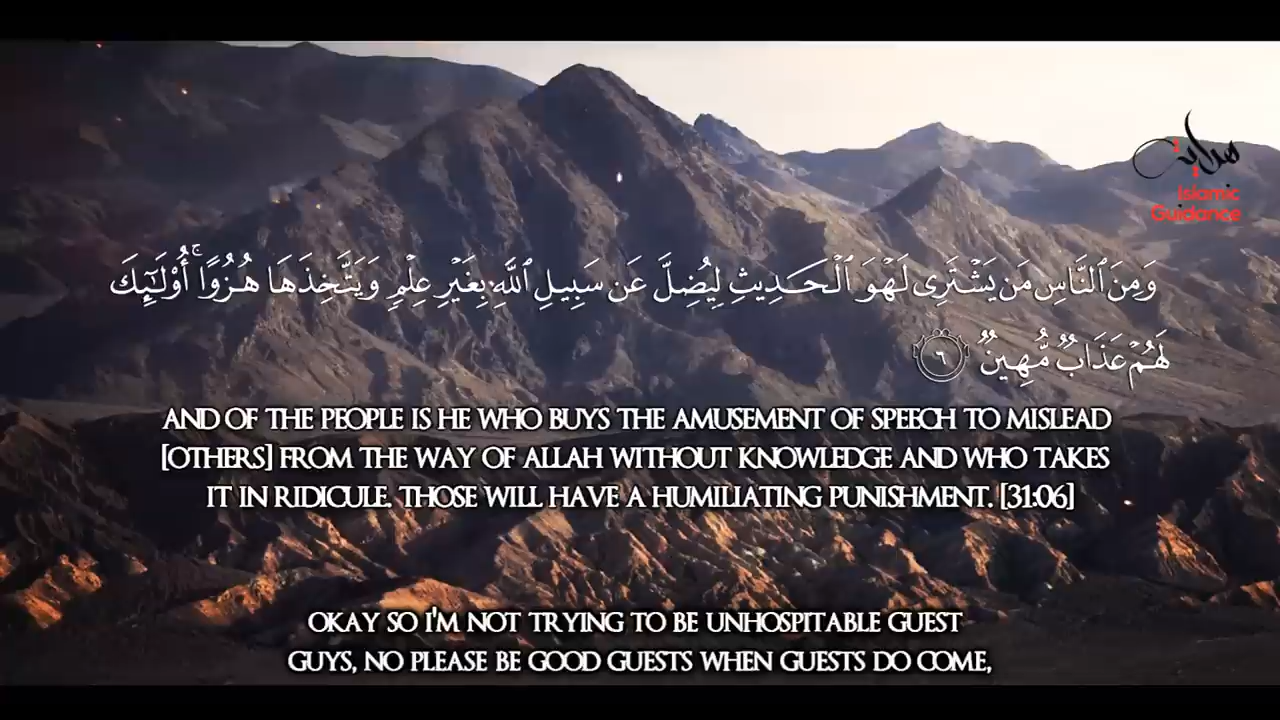 هداية
Islamic
Guidance
وَمِنَ ٱلنَّاسِ مَن يَشْتَرِى لَهْوَ ٱلْحَدِيثِ لِيُضِلَّ عَن سَبِيلِ ٱللَّهِ بِغَيْرِ عِلْمٍ وَيَتَّخِذَهَا هُزُوًا ۚ أُو۟لَـٰٓئِكَ
لَهُمْ عَذَابٌ مُّهِينٌ ٦
AND OF THE PEOPLE IS HE WHO BUYS THE AMUSEMENT OF SPEECH TO MISLEAD
[OTHERS] FROM THE WAY OF ALLAH WITHOUT KNOWLEDGE AND WHO TAKES
IT IN RIDICULE. THOSE WILL HAVE A HUMILIATING PUNISHMENT. [31:06]
OKAY SO I'M NOT TRYING TO BE UNHOSPITABLE GUEST
GUYS, NO PLEASE BE GOOD GUESTS WHEN GUESTS DO COME,